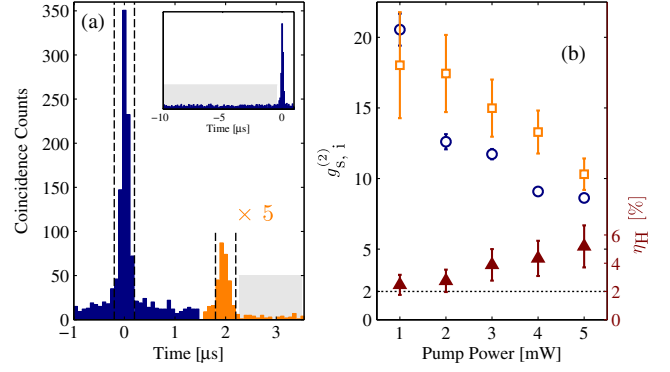 (a)
Coincidence Counts
350
300
250
200
150
100
50
0
−1 0 1 2 3
Time [µs]
× 5
−10 −5 0
Time [µs]
(b)
g(2)s, i
20
15
10
5
0
6
4
2
0
ηH [%]
1 2 3 4 5
Pump Power [mW]